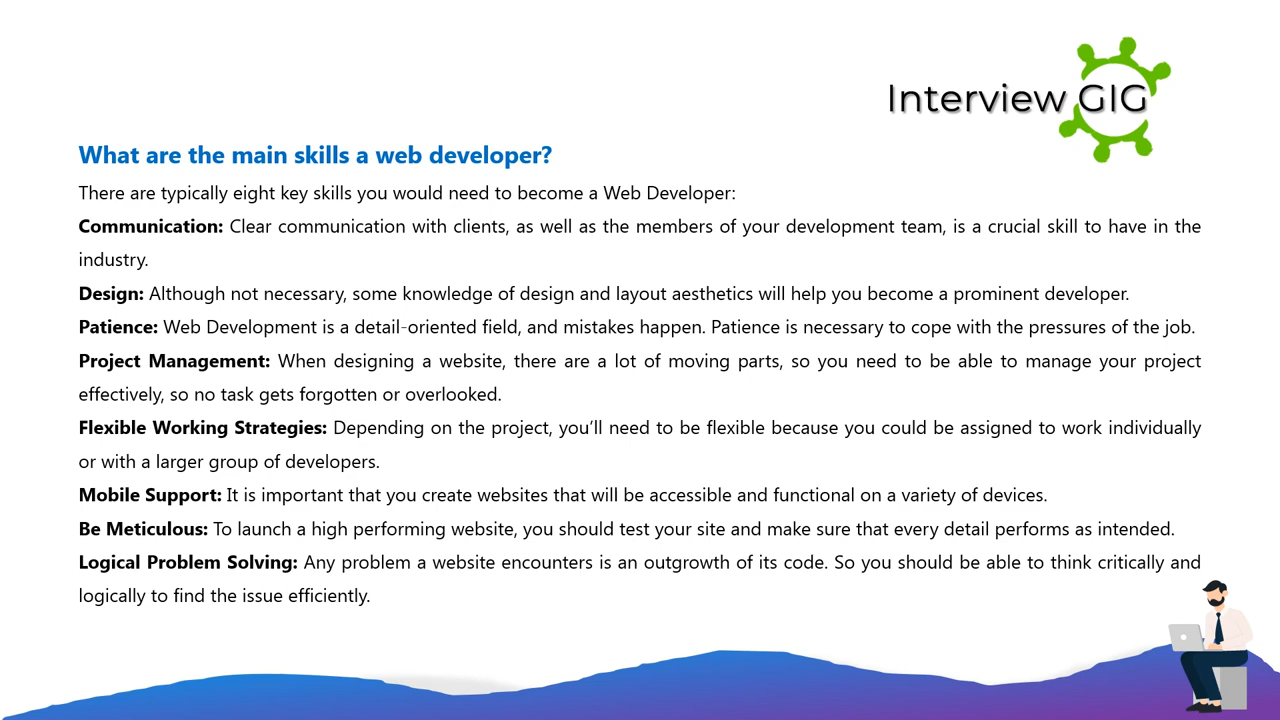 Interview GIG
What are the main skills a web developer?
There are typically eight key skills you would need to become a Web Developer:
Communication: Clear communication with clients, as well as the members of your development team, is a crucial skill to have in the
industry.
Design: Although not necessary, some knowledge of design and layout aesthetics will help you become a prominent developer.
Patience: Web Development is a detail-oriented field, and mistakes happen. Patience is necessary to cope with the pressures of the job.
Project Management: When designing a website, there are a lot of moving parts, so you need to be able to manage your project
effectively, so no task gets forgotten or overlooked.
Flexible Working Strategies: Depending on the project, you’ll need to be flexible because you could be assigned to work individually
or with a larger group of developers.
Mobile Support: It is important that you create websites that will be accessible and functional on a variety of devices.
Be Meticulous: To launch a high performing website, you should test your site and make sure that every detail performs as intended.
Logical Problem Solving: Any problem a website encounters is an outgrowth of its code. So you should be able to think critically and
logically to find the issue efficiently.